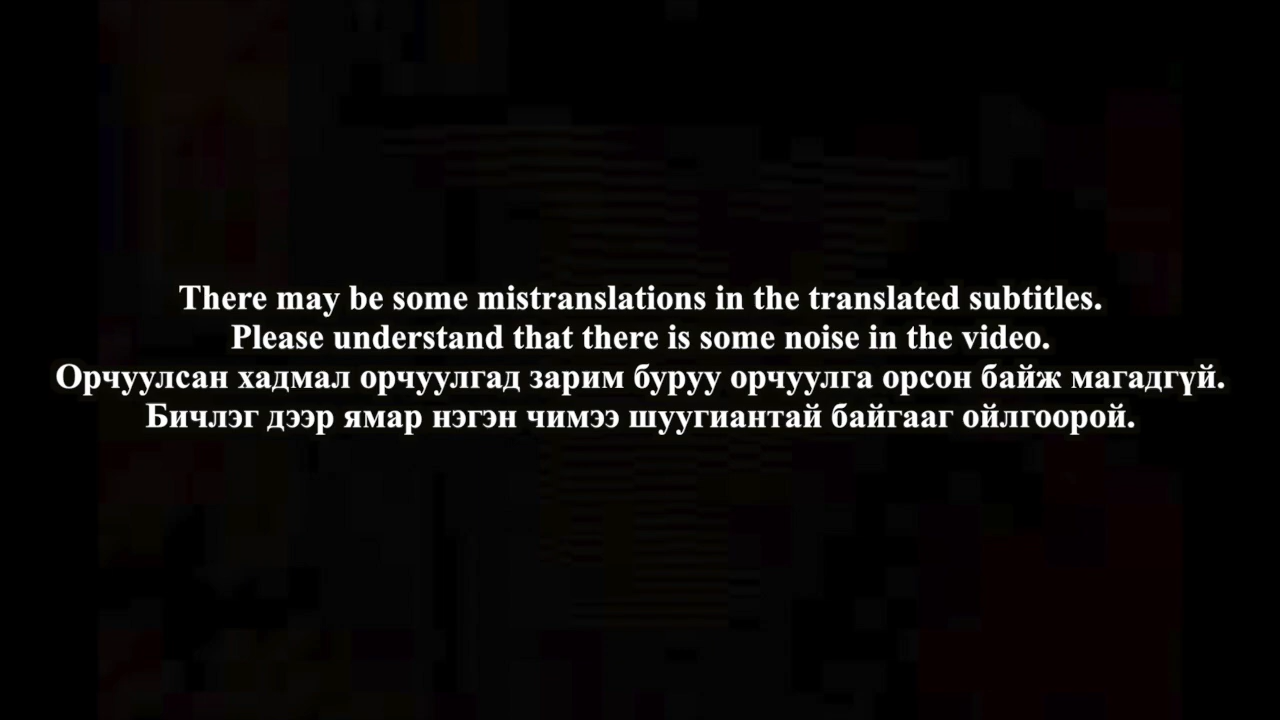 There may be some mistranslations in the translated subtitles.
Please understand that there is some noise in the video.
Орчуулсан хадмал орчуулгад зарим буруу орчуулга орсон байж магадгүй.
Бичлэг дээр ямар нэгэн чимээ шуугиантай байгааг ойлгоорой.